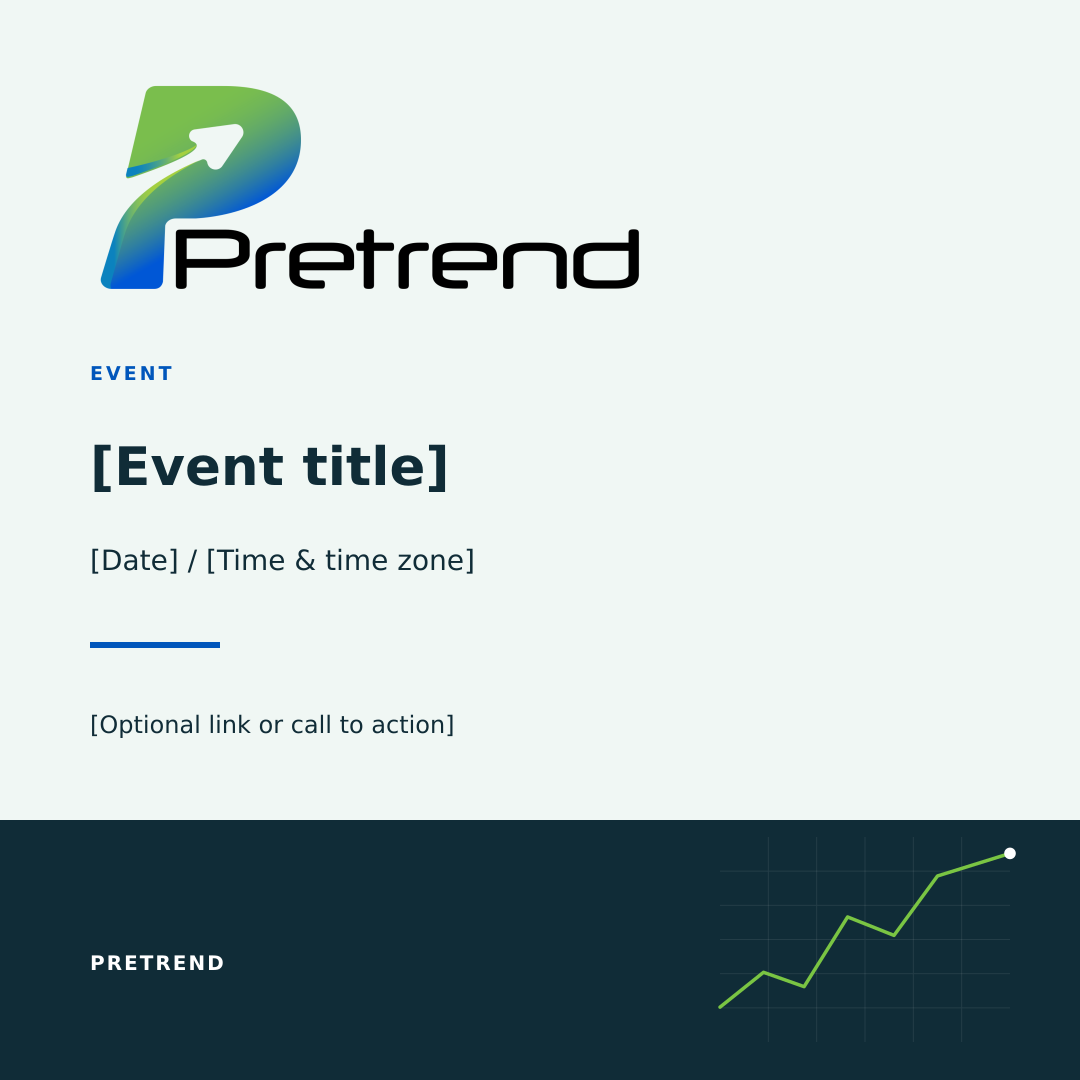 Pretrend
EVENT
[Event title]
[Date] / [Time & time zone]
[Optional link or call to action]
PRETREND